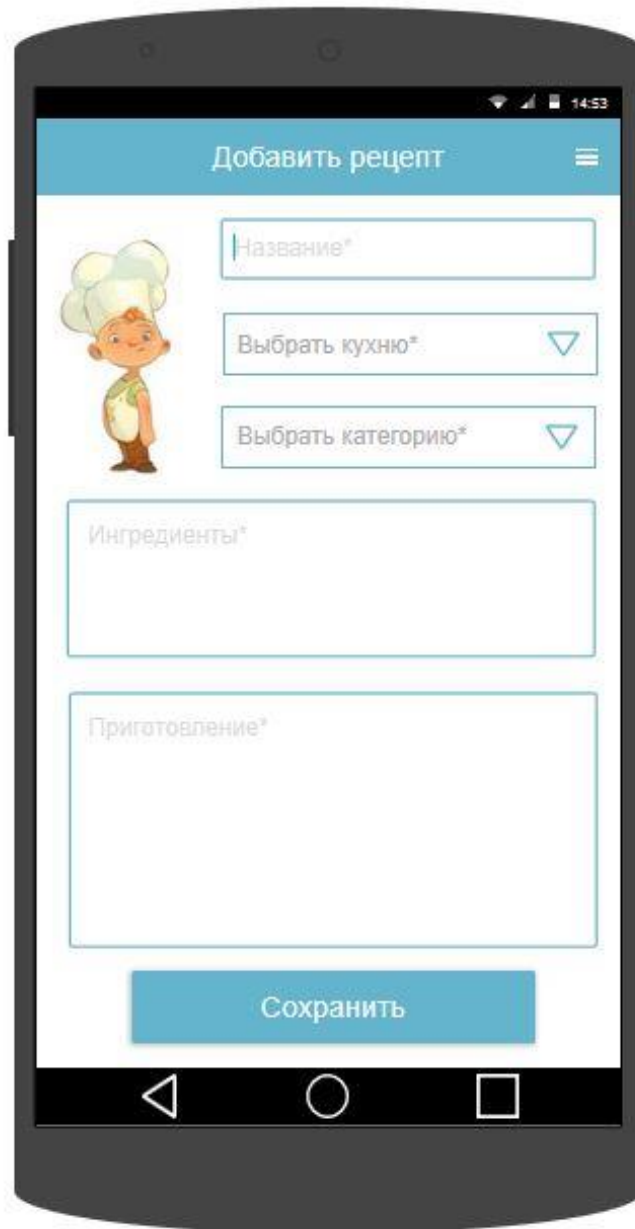 14:53
Добавить рецепт
Название*
Выбрать кухню*
Выбрать категорию*
Ингредиенты*
Приготовление*
Сохранить